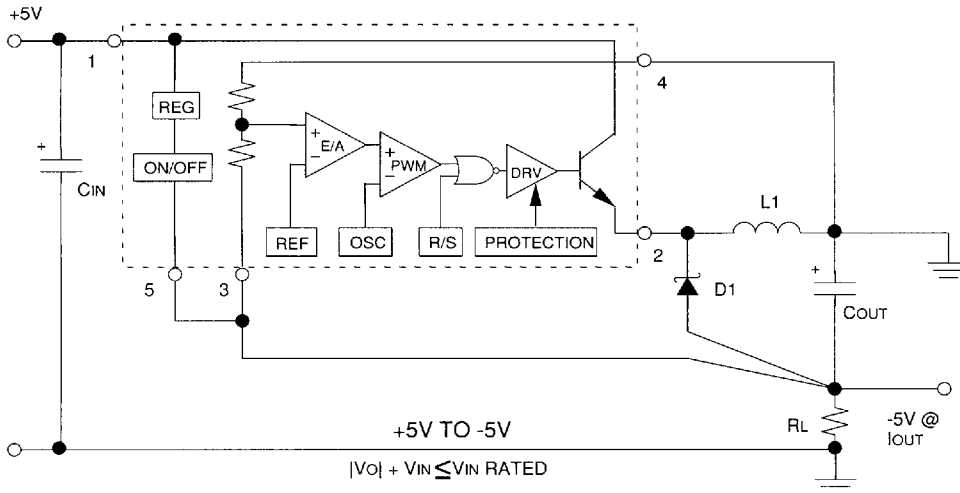 +5V
1
4
REG
ON/OFF
+
CIN
+
E/A
−
+
PWM
−
DRV
REF
OSC
R/S
PROTECTION
2
L1
5
3
D1
+
COUT
+5V TO -5V
RL
-5V @
IOUT
|VO| + VIN ≤ VIN RATED